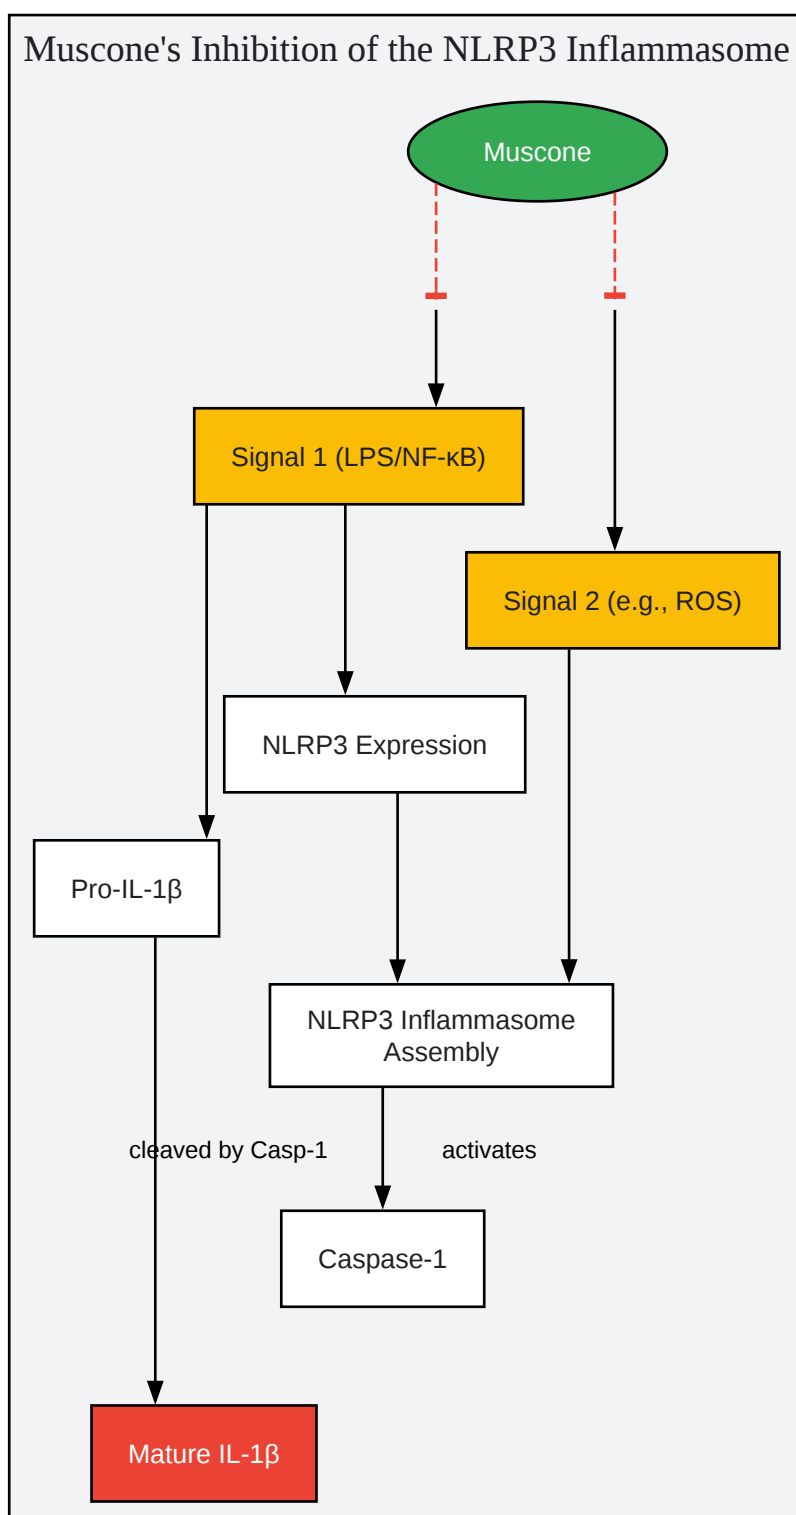 Muscone's Inhibition of the NLRP3 Inflammasome
Muscone
Signal 1 (LPS/NF-κB)
Signal 2 (e.g., ROS)
NLRP3 Expression
Pro-IL-1β
NLRP3 Inflammasome
Assembly
cleaved by Casp-1
activates
Caspase-1
Mature IL-1β